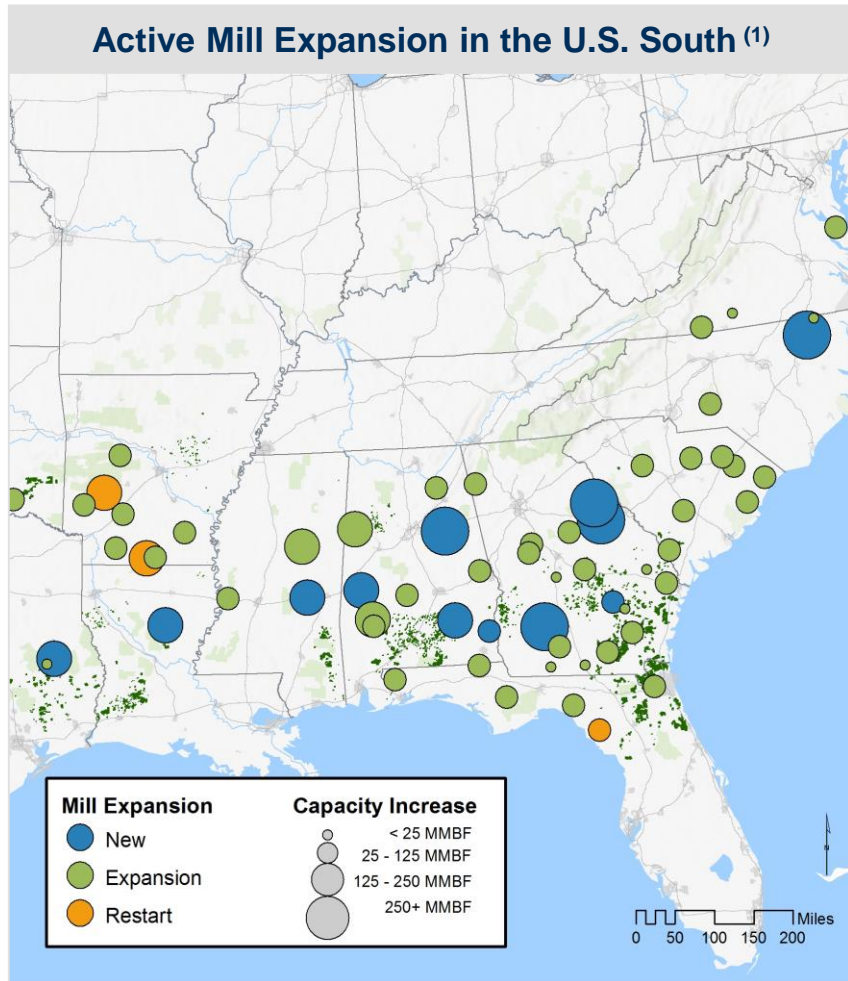 Active Mill Expansion in the U.S. South (1)
Mill Expansion
New
Expansion
Restart
Capacity Increase
< 25 MMBF
25 - 125 MMBF
125 - 250 MMBF
250+ MMBF
N
Miles
0 50 100 150 200